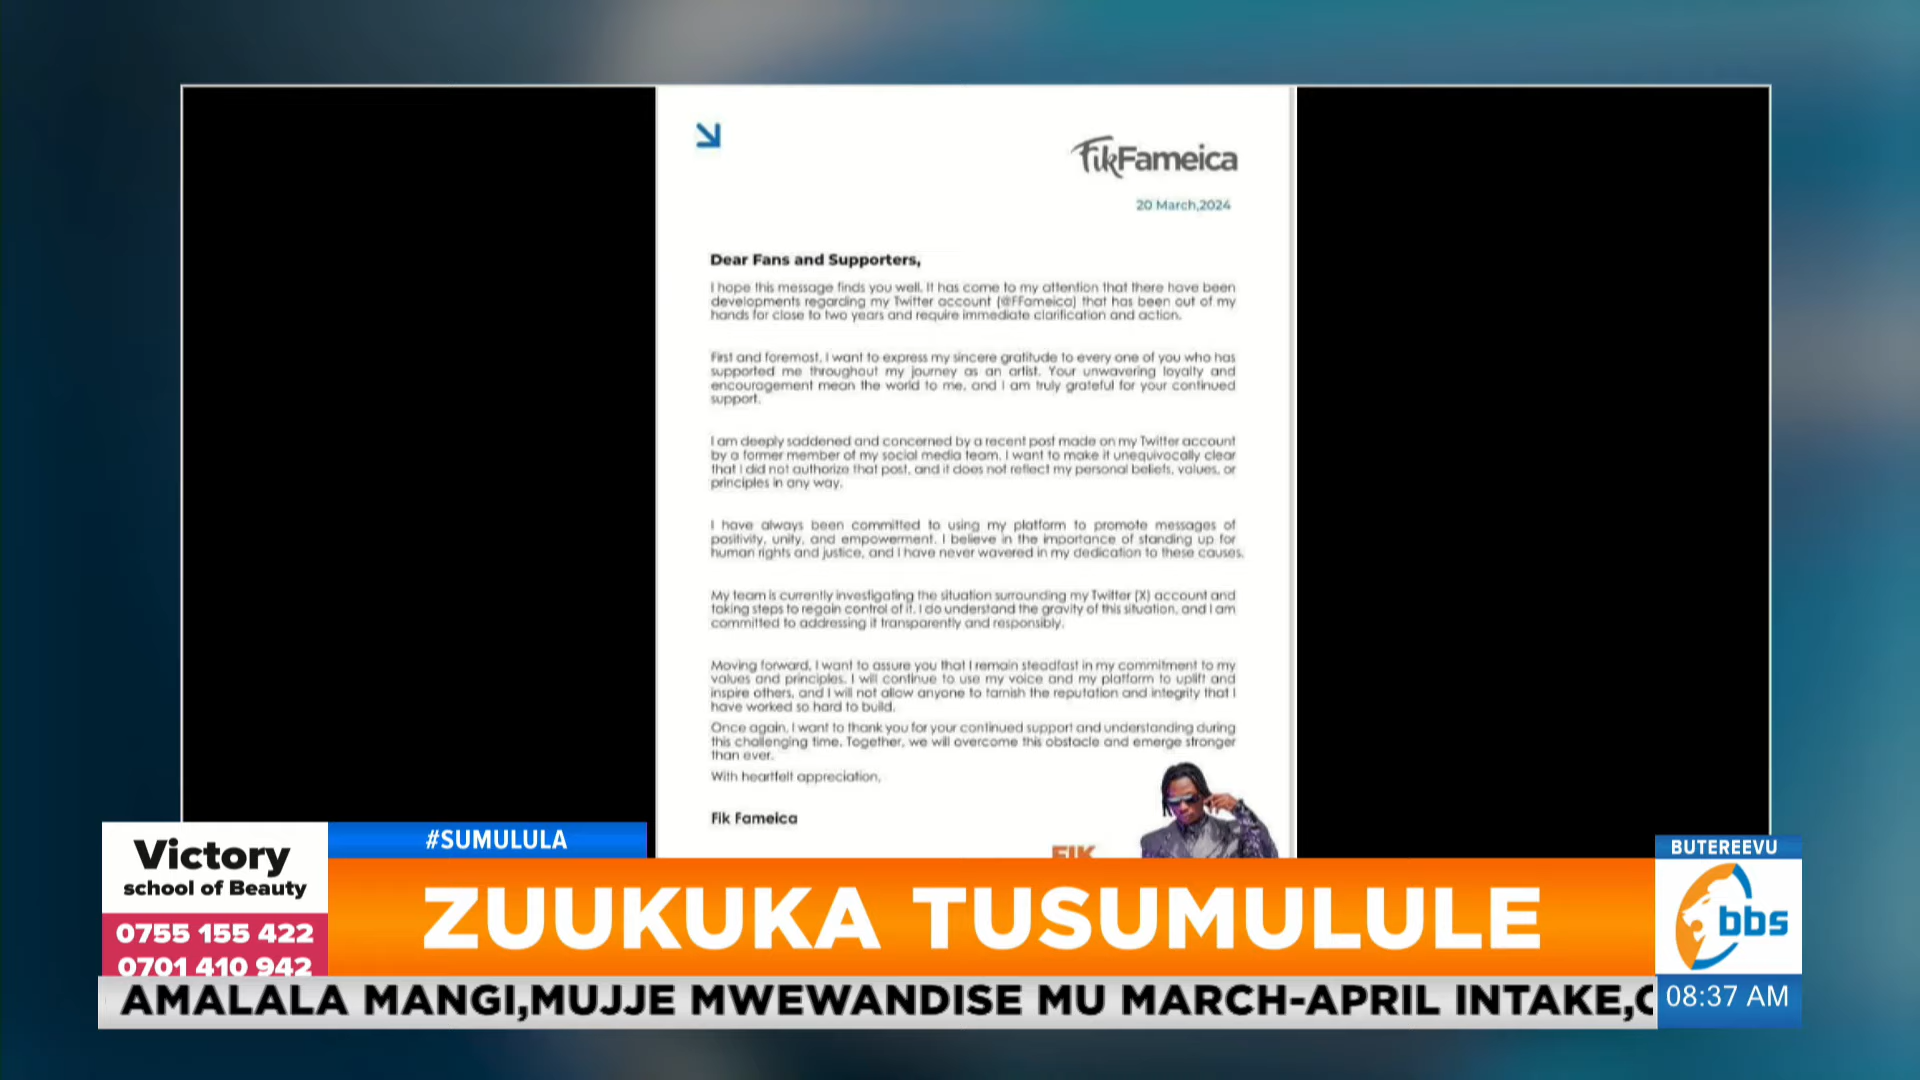 FikFameica
20 March,2024
Dear Fans and Supporters,
I hope this message finds you well. It has come to my attention that there have been
developments regarding my Twitter account (@FFameica) that has been out of my
hands for close to two years and require immediate clarification and action.
First and foremost, I want to express my sincere gratitude to every one of you who has
supported me throughout my journey as an artist. Your unwavering loyalty and
encouragement mean the world to me, and I am truly grateful for your continued
support.
I am deeply saddened and concerned by a recent post made on my Twitter account
by a former member of my social media team. I want to make it unequivocally clear
that I did not authorize that post, and it does not reflect my personal beliefs, values, or
principles in any way.
I have always been committed to using my platform to promote messages of
positivity, unity, and empowerment. I believe in the importance of standing up for
human rights and justice, and I have never wavered in my dedication to these causes.
My team is currently investigating the situation surrounding my Twitter (X) account and
taking steps to regain control of it. I do understand the gravity of this situation, and I am
committed to addressing it transparently and responsibly.
Moving forward, I want to assure you that I remain steadfast in my commitment to my
values and principles. I will continue to use my voice and my platform to uplift and
inspire others, and I will not allow anyone to tarnish the reputation and integrity that I
have worked so hard to build.
Once again, I want to thank you for your continued support and understanding during
this challenging time. Together, we will overcome this obstacle and emerge stronger
than ever.
With heartfelt appreciation,
Fik Fameica
FIK
Victory
school of Beauty
0755 155 422
0701 410 942
#SUMULULA
ZUUKUKA TUSUMULULE
BUTEREEVU
bbs
AMALALA MANGI,MUJJE MWEWANDISE MU MARCH-APRIL INTAKE,
08:37 AM